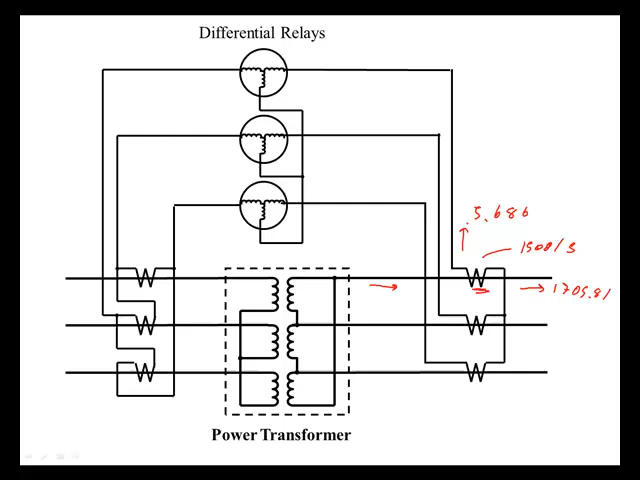 Differential Relays
5.686
1500/5
1705.81
Power Transformer